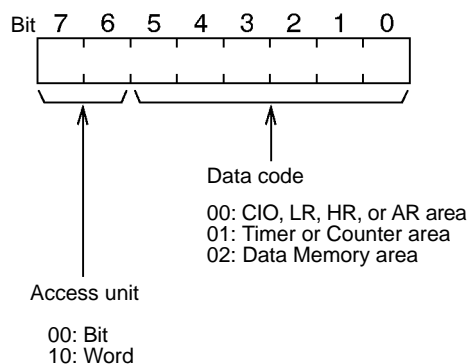 Bit 7 6 5 4 3 2 1 0
Data code
00: CIO, LR, HR, or AR area
01: Timer or Counter area
02: Data Memory area
Access unit
00: Bit
10: Word